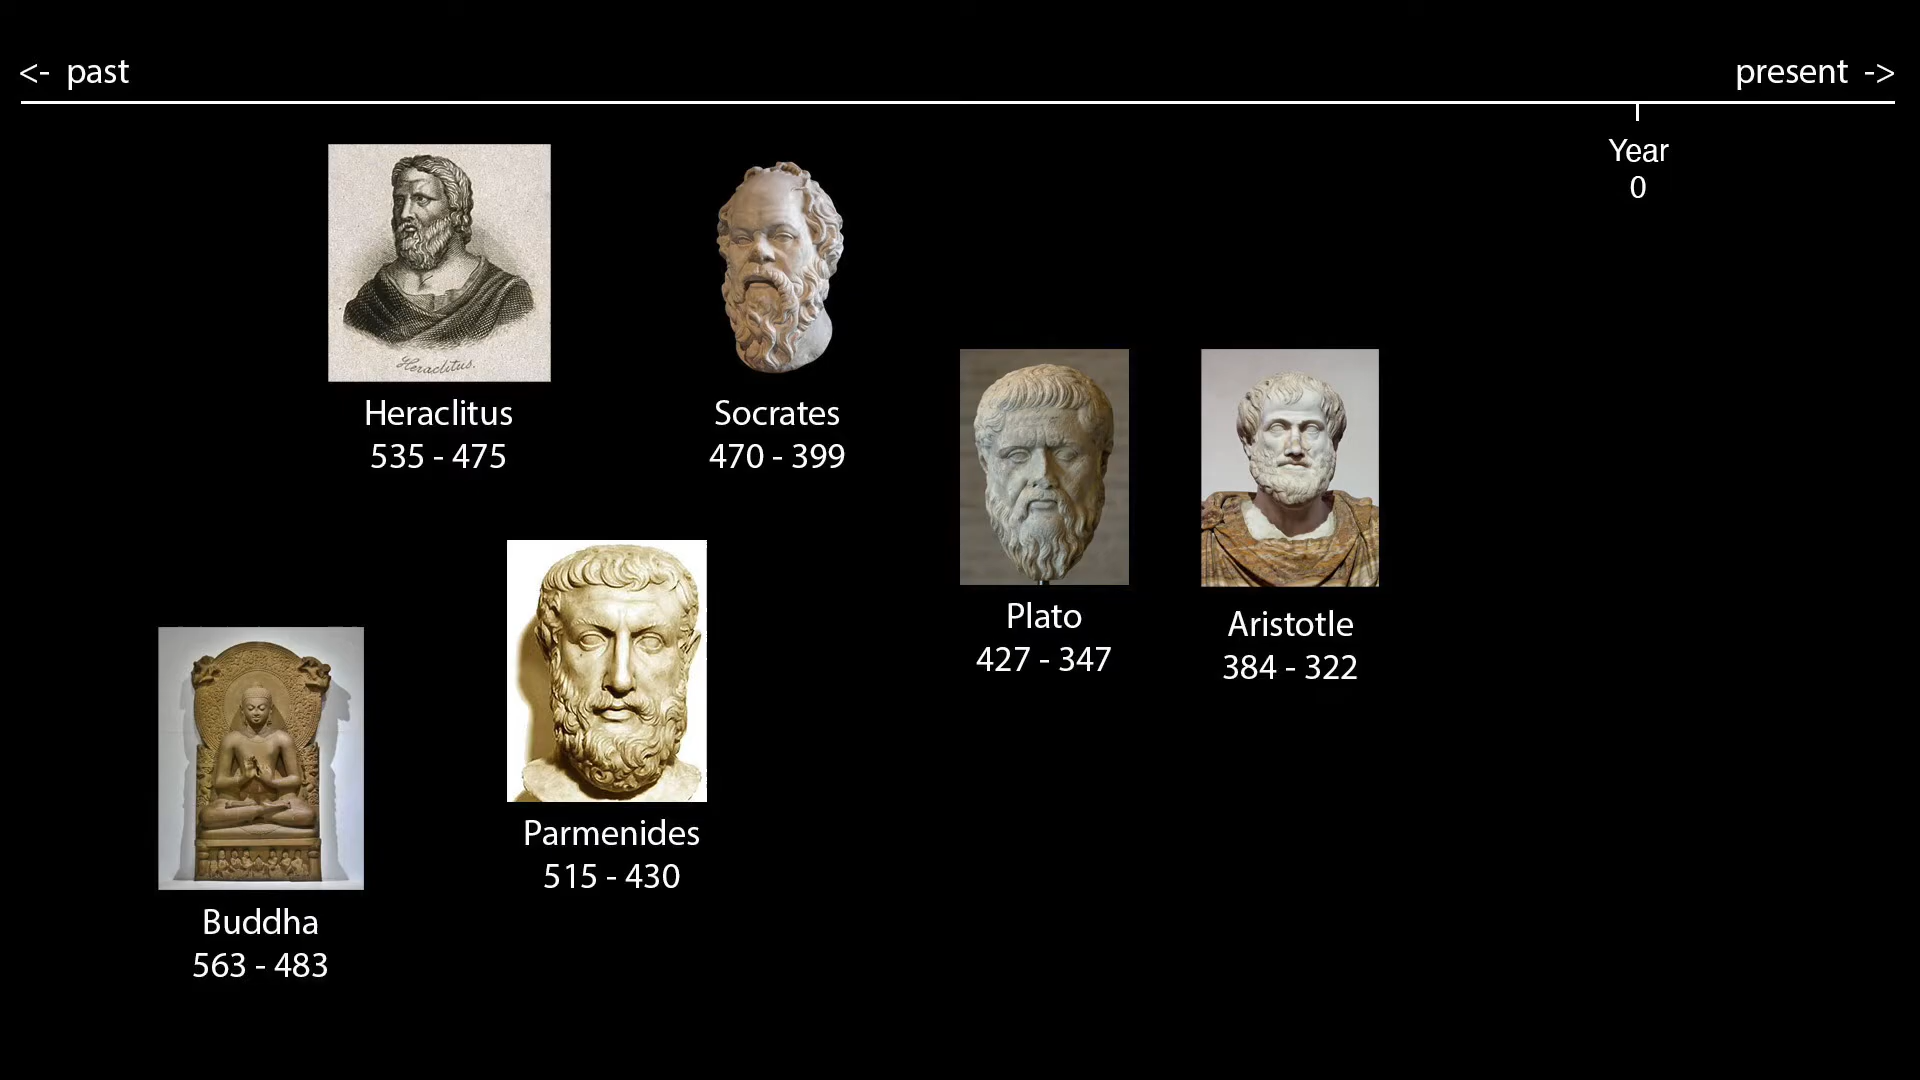 <- past
present ->
Year
0
Heraclitus.
Heraclitus
535 - 475
Socrates
470 - 399
Plato
427 - 347
Aristotle
384 - 322
Parmenides
515 - 430
Buddha
563 - 483